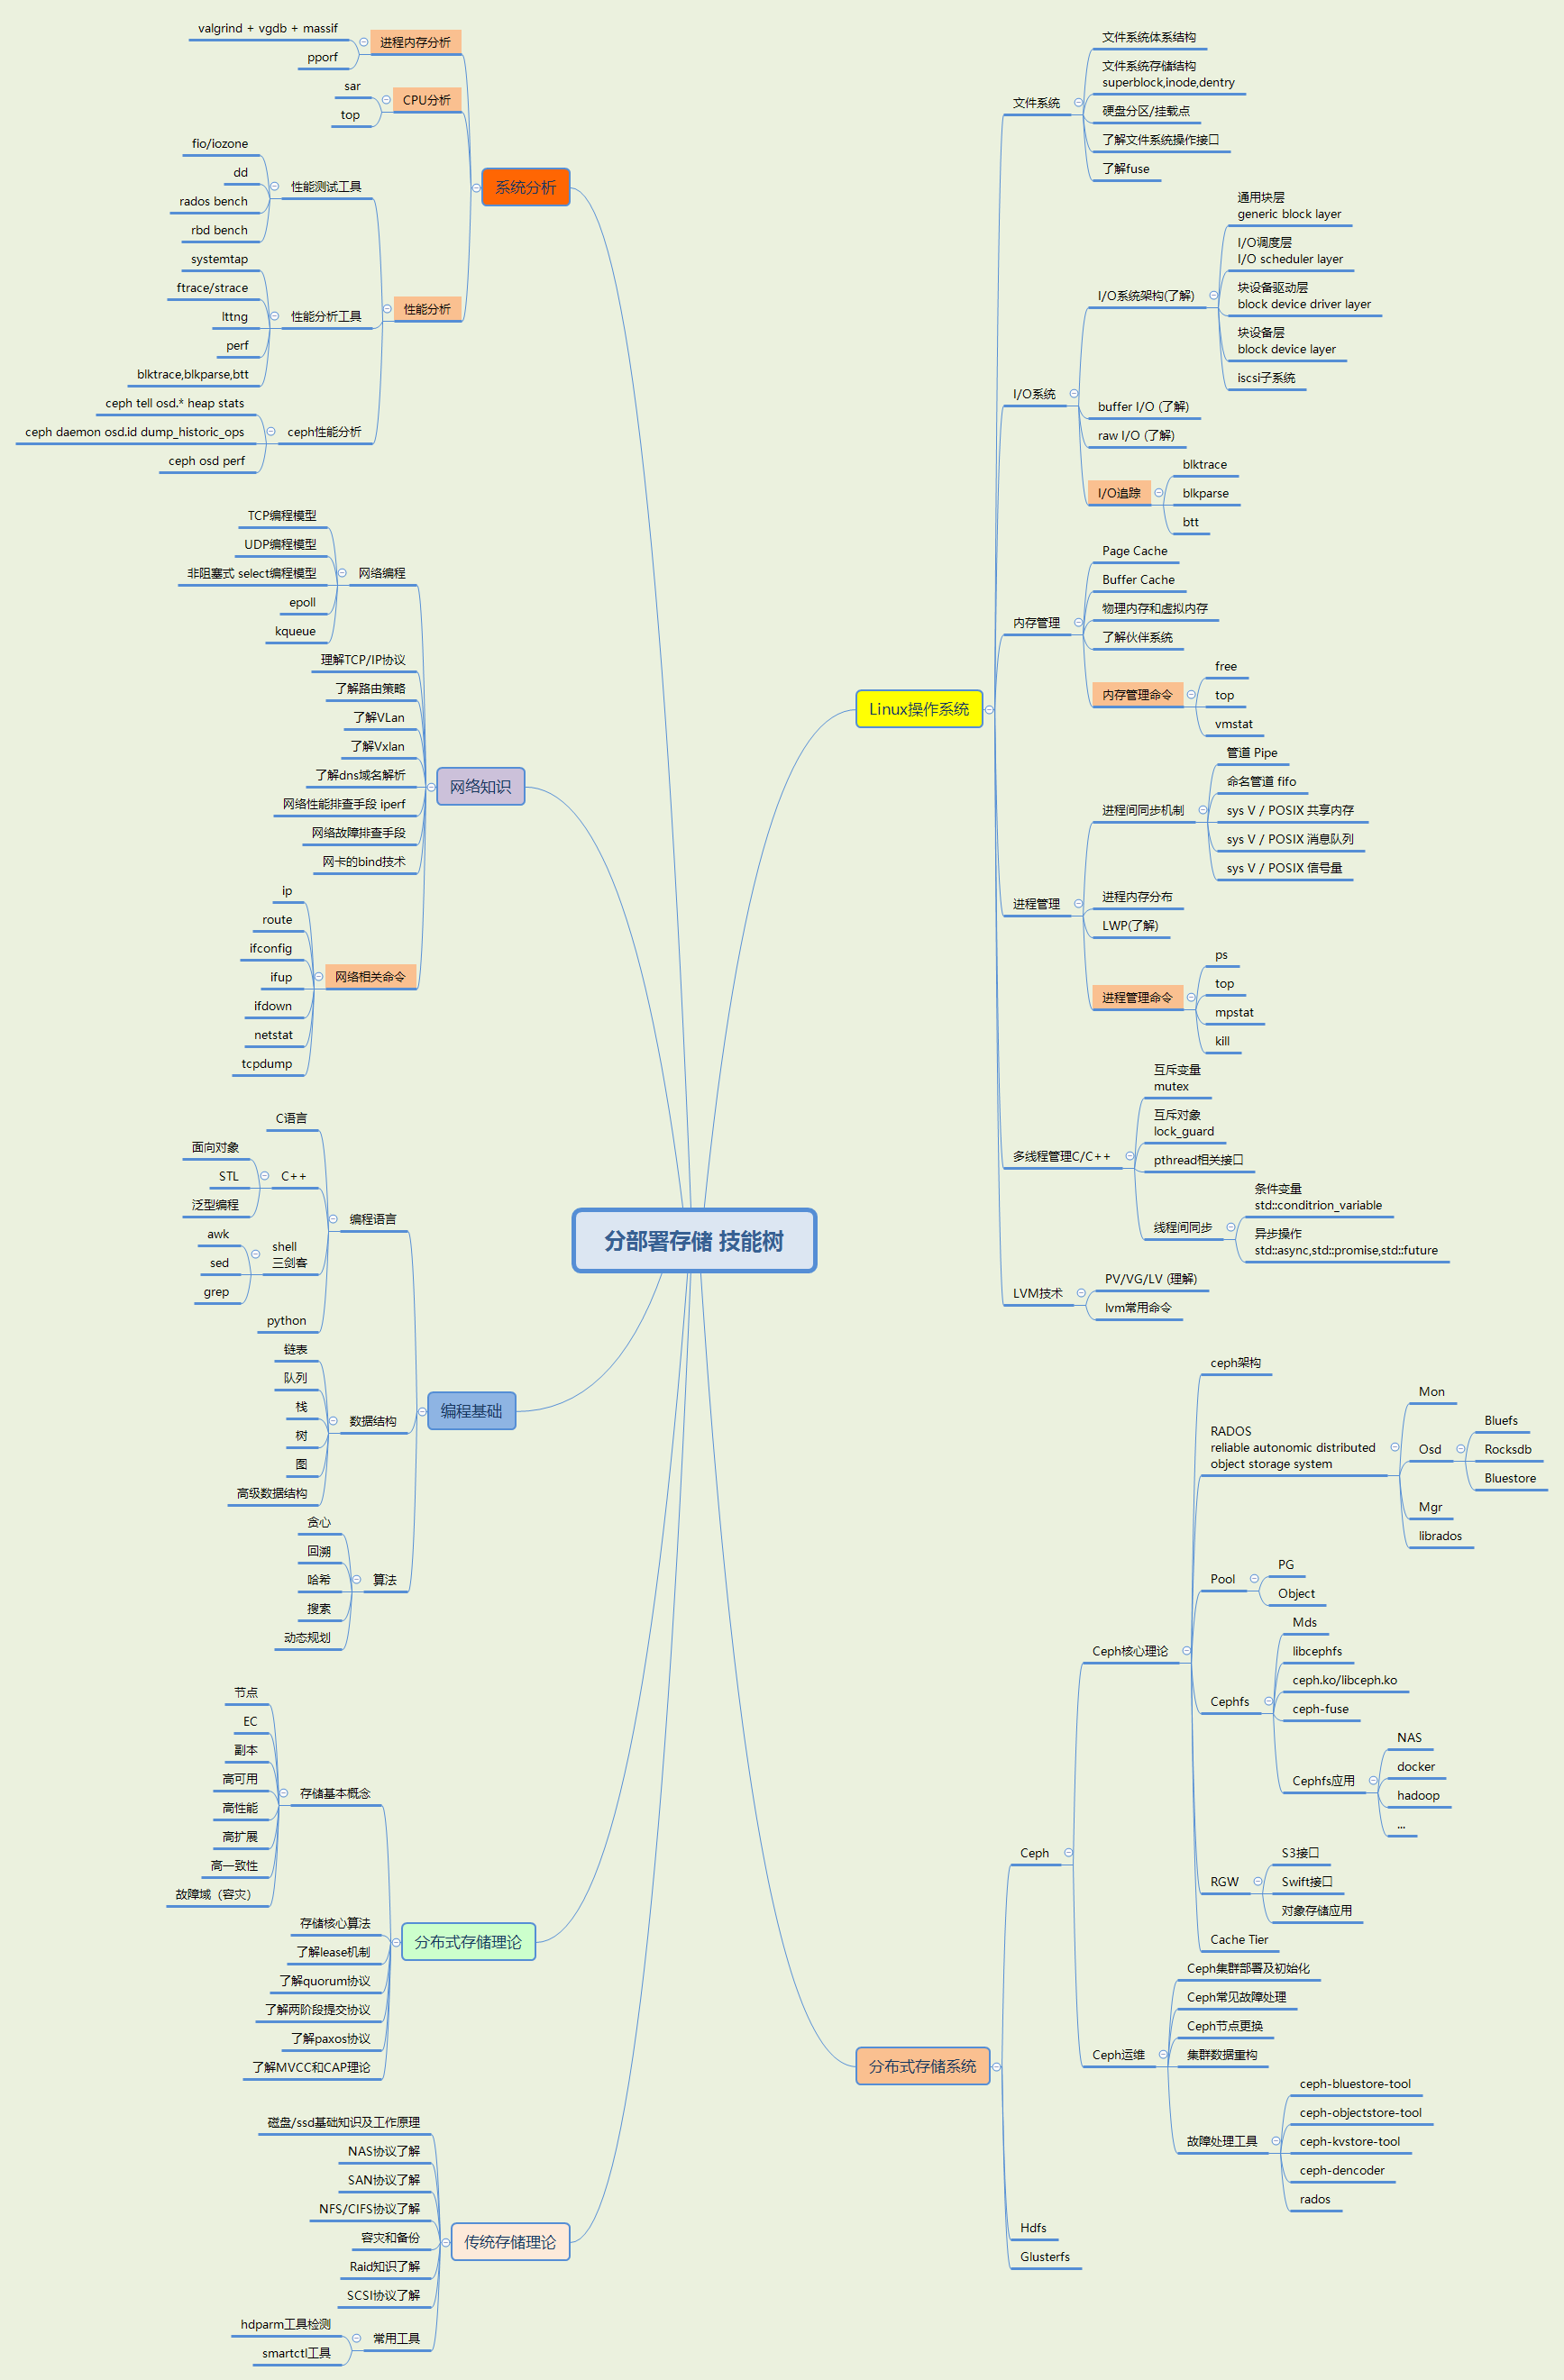 分部署存储 技能树
系统分析
进程内存分析
valgrind + vgdb + massif
pporf
CPU分析
sar
top
性能分析
性能测试工具
fio/iozone
dd
rados bench
rbd bench
性能分析工具
systemtap
ftrace/strace
lttng
perf
blktrace,blkparse,btt
ceph性能分析
ceph tell osd.* heap stats
ceph daemon osd.id dump_historic_ops
ceph osd perf
网络知识
网络编程
TCP编程模型
UDP编程模型
非阻塞式 select编程模型
epoll
kqueue
理解TCP/IP协议
了解路由策略
了解VLan
了解Vxlan
了解dns域名解析
网络性能排查手段 iperf
网络故障排查手段
网卡的bind技术
网络相关命令
ip
route
ifconfig
ifup
ifdown
netstat
tcpdump
编程基础
编程语言
C语言
C++
面向对象
STL
泛型编程
shell
三剑客
awk
sed
grep
python
数据结构
链表
队列
栈
树
图
高级数据结构
算法
贪心
回溯
哈希
搜索
动态规划
分布式存储理论
存储基本概念
节点
EC
副本
高可用
高性能
高扩展
高一致性
故障域（容灾）
存储核心算法
了解lease机制
了解quorum协议
了解两阶段提交协议
了解paxos协议
了解MVCC和CAP理论
传统存储理论
磁盘/ssd基础知识及工作原理
NAS协议了解
SAN协议了解
NFS/CIFS协议了解
容灾和备份
Raid知识了解
SCSI协议了解
常用工具
hdparm工具检测
smartctl工具
Linux操作系统
文件系统
文件系统体系结构
文件系统存储结构
superblock,inode,dentry
硬盘分区/挂载点
了解文件系统操作接口
了解fuse
I/O系统
I/O系统架构(了解)
通用块层
generic block layer
I/O调度层
I/O scheduler layer
块设备驱动层
block device driver layer
块设备层
block device layer
iscsi子系统
buffer I/O (了解)
raw I/O (了解)
I/O追踪
blktrace
blkparse
btt
内存管理
Page Cache
Buffer Cache
物理内存和虚拟内存
了解伙伴系统
内存管理命令
free
top
vmstat
进程管理
进程间同步机制
管道 Pipe
命名管道 fifo
sys V / POSIX 共享内存
sys V / POSIX 消息队列
sys V / POSIX 信号量
进程内存分布
LWP(了解)
进程管理命令
ps
top
mpstat
kill
多线程管理C/C++
互斥变量
mutex
互斥对象
lock_guard
pthread相关接口
线程间同步
条件变量
std::conditrion_variable
异步操作
std::async,std::promise,std::future
LVM技术
PV/VG/LV (理解)
lvm常用命令
分布式存储系统
Ceph
Ceph核心理论
ceph架构
RADOS
reliable autonomic distributed
object storage system
Mon
Osd
Bluefs
Rocksdb
Bluestore
Mgr
librados
Pool
PG
Object
Cephfs
Mds
libcephfs
ceph.ko/libceph.ko
ceph-fuse
Cephfs应用
NAS
docker
hadoop
...
RGW
S3接口
Swift接口
对象存储应用
Cache Tier
Ceph运维
Ceph集群部署及初始化
Ceph常见故障处理
Ceph节点更换
集群数据重构
故障处理工具
ceph-bluestore-tool
ceph-objectstore-tool
ceph-kvstore-tool
ceph-dencoder
rados
Hdfs
Glusterfs